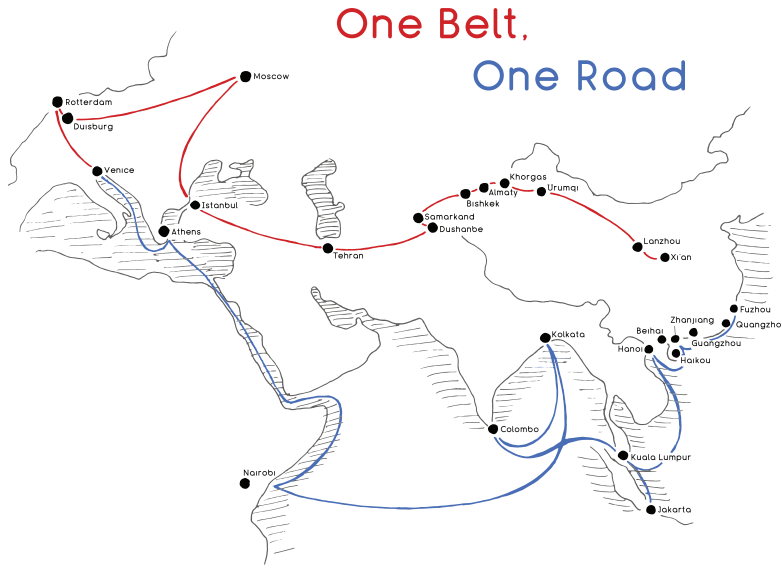 One Belt,
One Road
Moscow
Rotterdam
Duisburg
Venice
Khorgas
Almaty
Urumqi
Bishkek
Istanbul
Samarkand
Dushanbe
Athens
Lanzhou
Xi'an
Tehran
Fuzhou
Zhanjiang
Quangzho
Beihai
Kolkata
Guangzhou
Hanoi
Haikou
Colombo
Kuala Lumpur
Nairobi
Jakarta